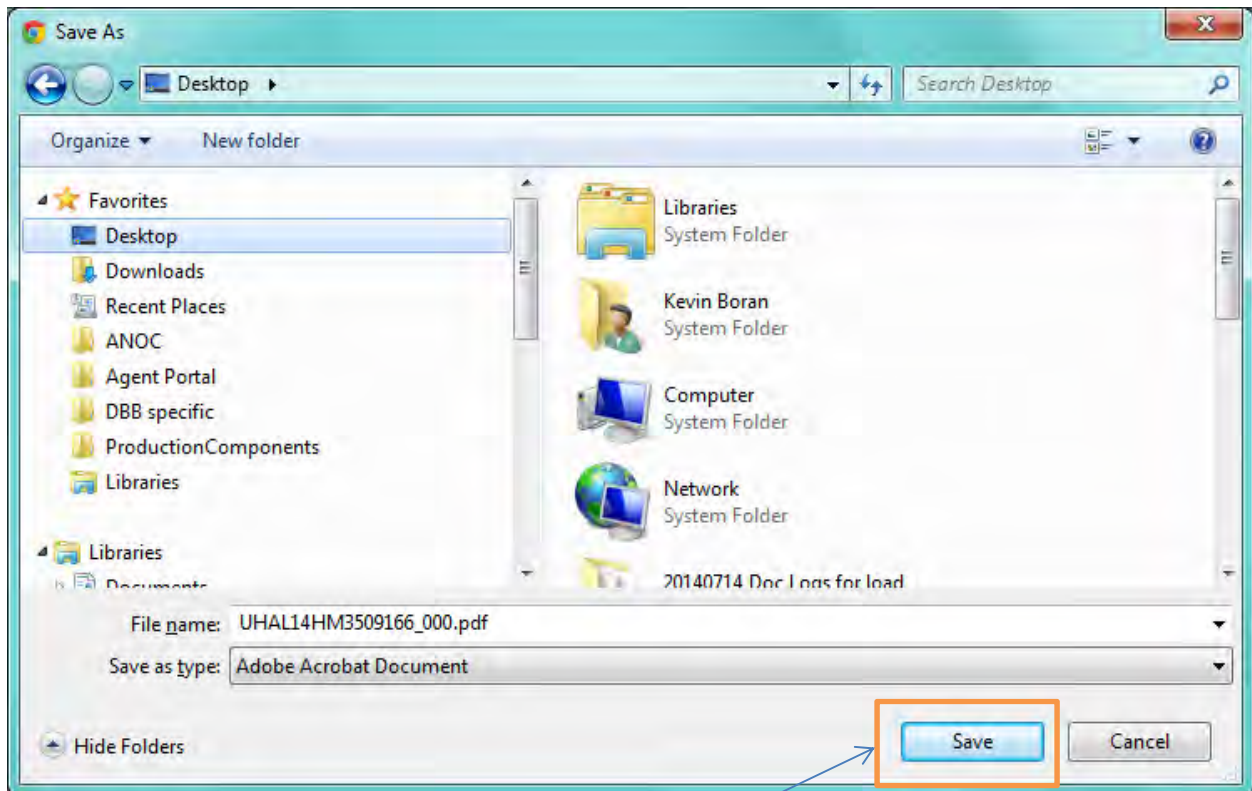 Save As
Desktop
Search Desktop
Organize
New folder
Favorites
Desktop
Downloads
Recent Places
ANOC
Agent Portal
DBB specific
ProductionComponents
Libraries
Libraries
Documents
Libraries
System Folder
Kevin Boran
System Folder
Computer
System Folder
Network
System Folder
20140714 Doc Logs for load
File name: UHAL14HM3509166_000.pdf
Save as type: Adobe Acrobat Document
Hide Folders
Save
Cancel